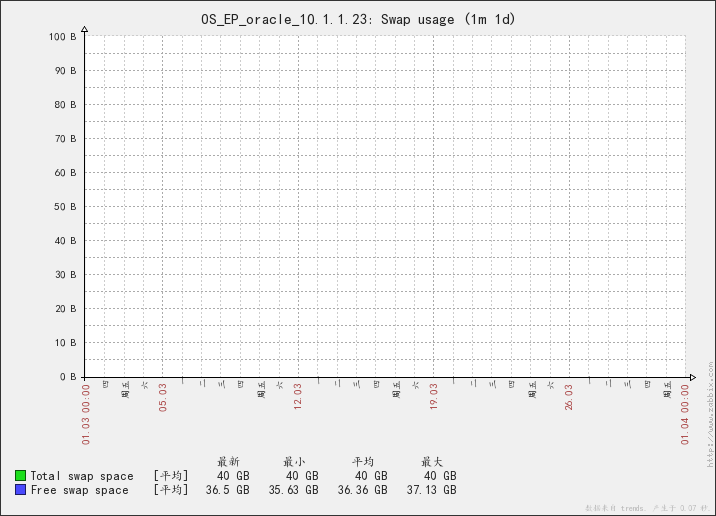 OS_EP_oracle_10.1.1.23: Swap usage (1m 1d)
100 B
90 B
80 B
70 B
60 B
50 B
40 B
30 B
20 B
10 B
0 B
01.03 00:00 四 周五 六 05.03 一 二 三 四 周五 六 12.03 一 二 三 四 周五 六 19.03 一 二 三 四 周五 六 26.03 一 二 三 四 周五 01.04 00:00
最新 最小 平均 最大
Total swap space [平均] 40 GB 40 GB 40 GB 40 GB
Free swap space [平均] 36.5 GB 35.63 GB 36.36 GB 37.13 GB
http://www.zabbix.com
数据来自 trends. 产生于 0.07 秒